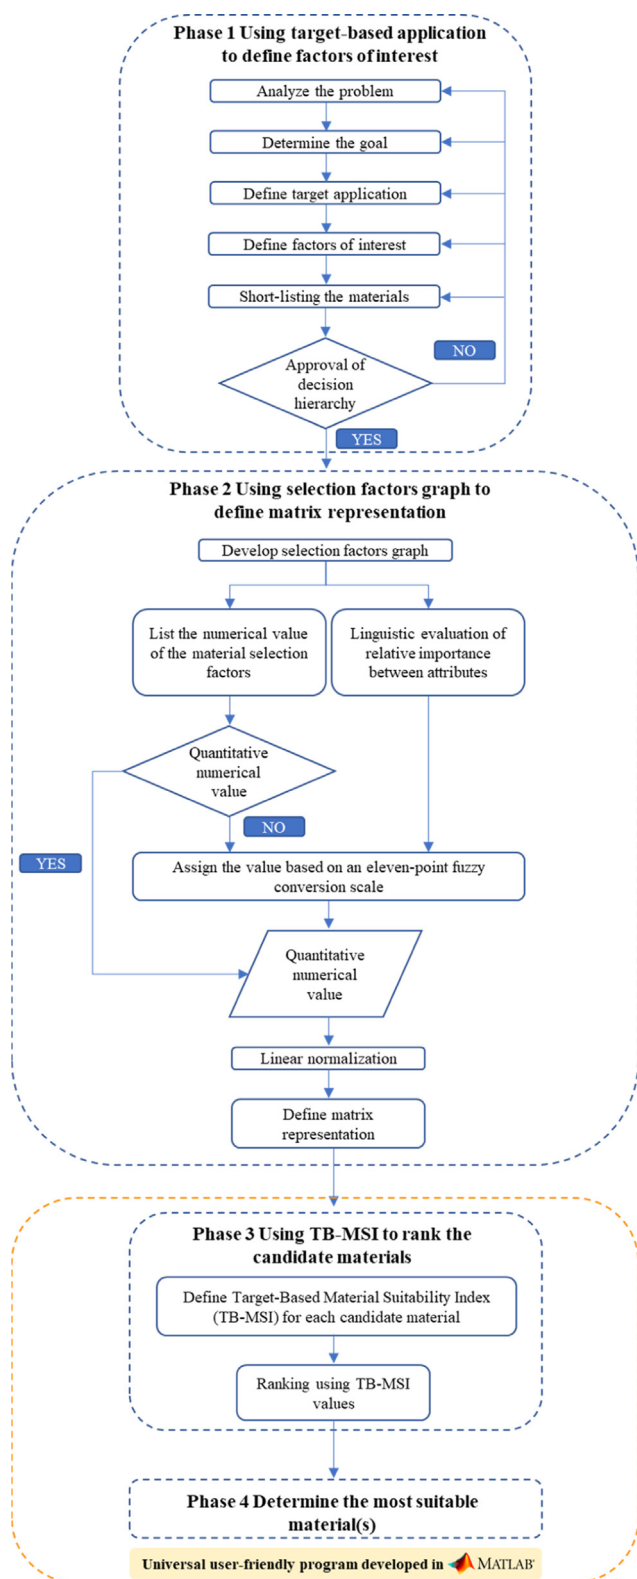 Phase 1 Using target-based application
to define factors of interest
Analyze the problem
Determine the goal
Define target application
Define factors of interest
Short-listing the materials
NO
Approval of
decision
hierarchy
YES
Phase 2 Using selection factors graph to
define matrix representation
Develop selection factors graph
List the numerical value
of the material selection
factors
Linguistic evaluation of
relative importance
between attributes
Quantitative
numerical
value
NO
YES
Assign the value based on an eleven-point fuzzy
conversion scale
Quantitative
numerical
value
Linear normalization
Define matrix
representation
Phase 3 Using TB-MSI to rank the
candidate materials
Define Target-Based Material Suitability Index
(TB-MSI) for each candidate material
Ranking using TB-MSI
values
Phase 4 Determine the most suitable
material(s)
Universal user-friendly program developed in MATLAB®